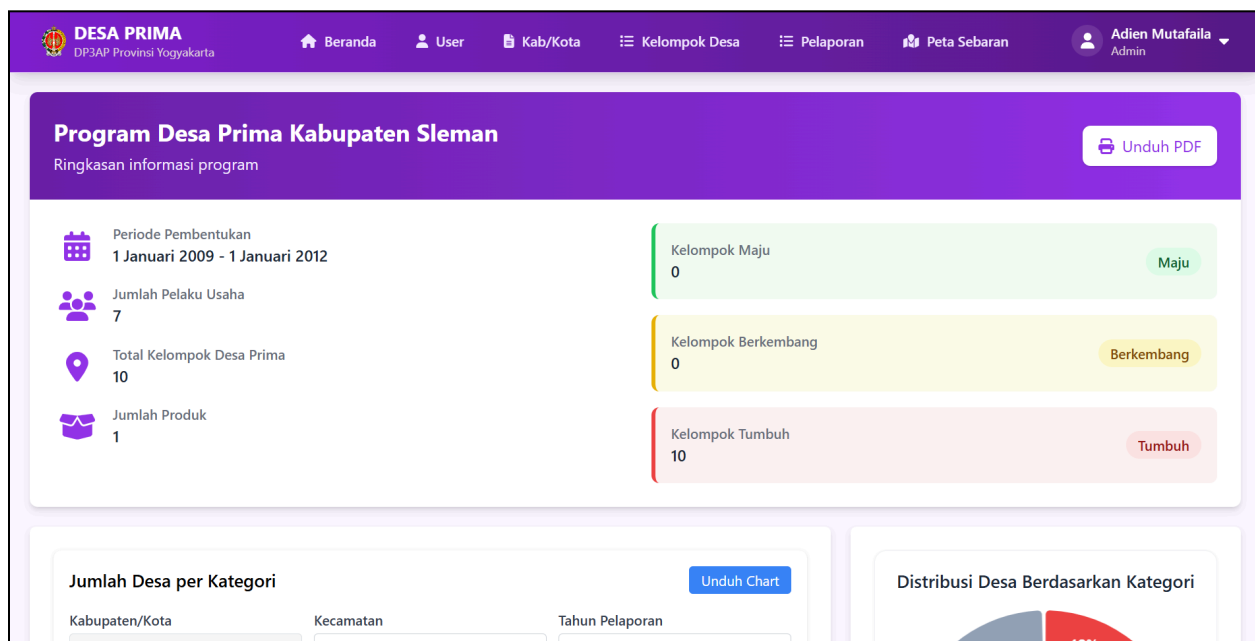 DESA PRIMA
DP3AP Provinsi Yogyakarta
Beranda
User
Kab/Kota
Kelompok Desa
Pelaporan
Peta Sebaran
Adien Mutafaila
Admin
Program Desa Prima Kabupaten Sleman
Ringkasan informasi program
Unduh PDF
Periode Pembentukan
1 Januari 2009 - 1 Januari 2012
Jumlah Pelaku Usaha
7
Total Kelompok Desa Prima
10
Jumlah Produk
1
Kelompok Maju
0
Maju
Kelompok Berkembang
0
Berkembang
Kelompok Tumbuh
10
Tumbuh
Jumlah Desa per Kategori
Unduh Chart
Kabupaten/Kota
Kecamatan
Tahun Pelaporan
Distribusi Desa Berdasarkan Kategori